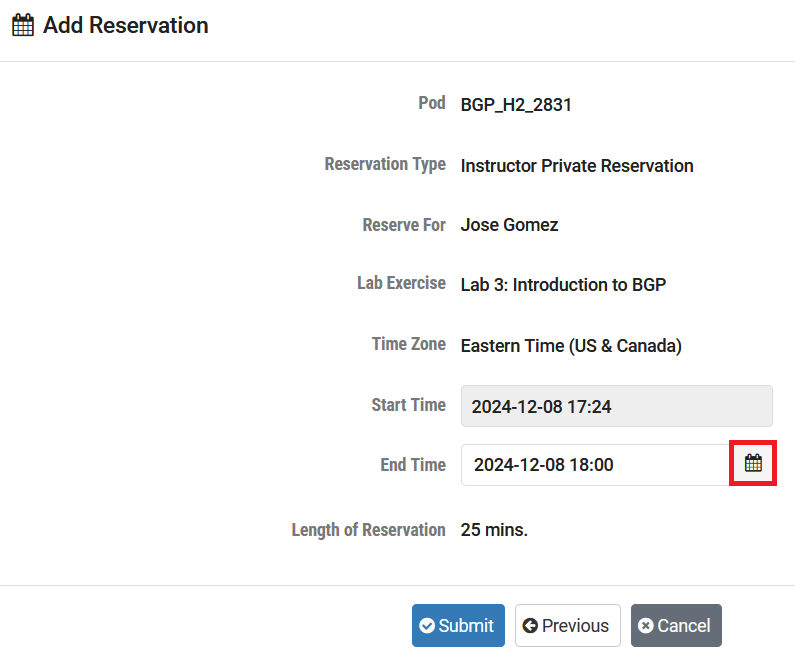 Add Reservation
Pod BGP_H2_2831
Reservation Type Instructor Private Reservation
Reserve For Jose Gomez
Lab Exercise Lab 3: Introduction to BGP
Time Zone Eastern Time (US & Canada)
Start Time 2024-12-08 17:24
End Time 2024-12-08 18:00
Length of Reservation 25 mins.
Submit Previous Cancel